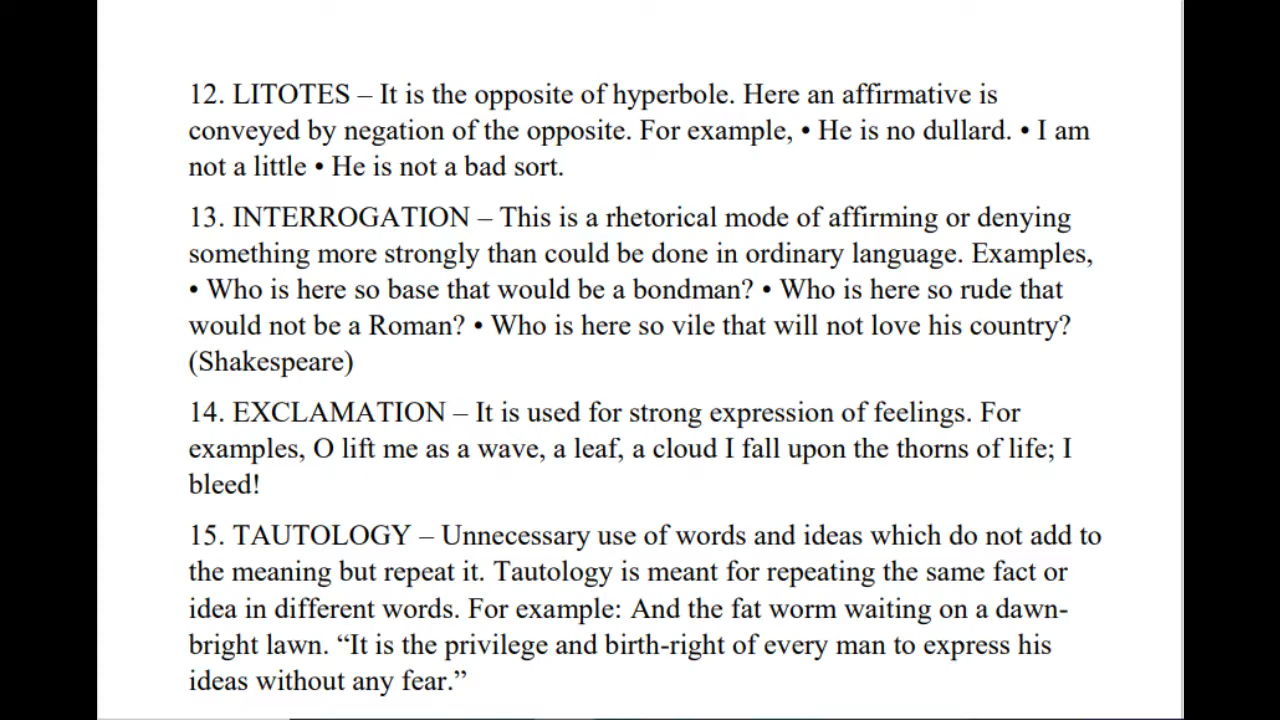 12. LITOTES – It is the opposite of hyperbole. Here an affirmative is
conveyed by negation of the opposite. For example, • He is no dullard. • I am
not a little • He is not a bad sort.
13. INTERROGATION – This is a rhetorical mode of affirming or denying
something more strongly than could be done in ordinary language. Examples,
• Who is here so base that would be a bondman? • Who is here so rude that
would not be a Roman? • Who is here so vile that will not love his country?
(Shakespeare)
14. EXCLAMATION – It is used for strong expression of feelings. For
examples, O lift me as a wave, a leaf, a cloud I fall upon the thorns of life; I
bleed!
15. TAUTOLOGY – Unnecessary use of words and ideas which do not add to
the meaning but repeat it. Tautology is meant for repeating the same fact or
idea in different words. For example: And the fat worm waiting on a dawn-
bright lawn. “It is the privilege and birth-right of every man to express his
ideas without any fear.”